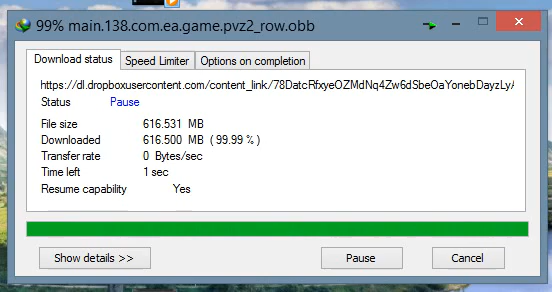 99% main.138.com.ea.game.pvz2_row.obb
Download status
Speed Limiter
Options on completion
https://dl.dropboxusercontent.com/content_link/78DatcRfxyeOZMdNq4Zw6dSbeOaYonebDayzLyA
Status Pause
File size 616.531 MB
Downloaded 616.500 MB ( 99.99 % )
Transfer rate 0 Bytes/sec
Time left 1 sec
Resume capability Yes
Show details >>
Pause
Cancel